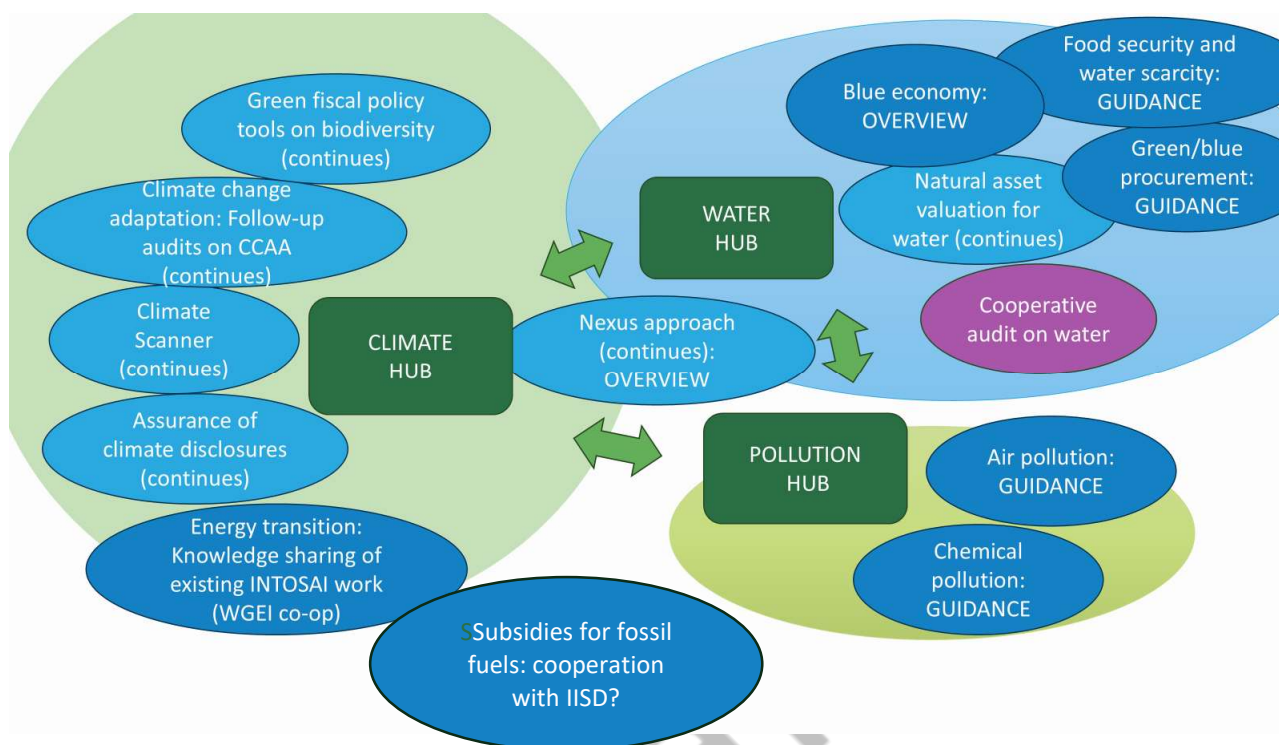 Green fiscal policy
tools on biodiversity
(continues)
Climate change
adaptation: Follow-up
audits on CCAA
(continues)
Climate
Scanner
(continues)
Assurance of
climate disclosures
(continues)
Energy transition:
Knowledge sharing of
existing INTOSAI work
(WGEI co-op)
CLIMATE
HUB
Nexus approach
(continues):
OVERVIEW
WATER
HUB
Blue economy:
OVERVIEW
Food security and
water scarcity:
GUIDANCE
Green/blue
procurement:
GUIDANCE
Natural asset
valuation for
water (continues)
Cooperative
audit on water
POLLUTION
HUB
Air pollution:
GUIDANCE
Chemical
pollution:
GUIDANCE
SSubsidies for fossil
fuels: cooperation
with IISD?